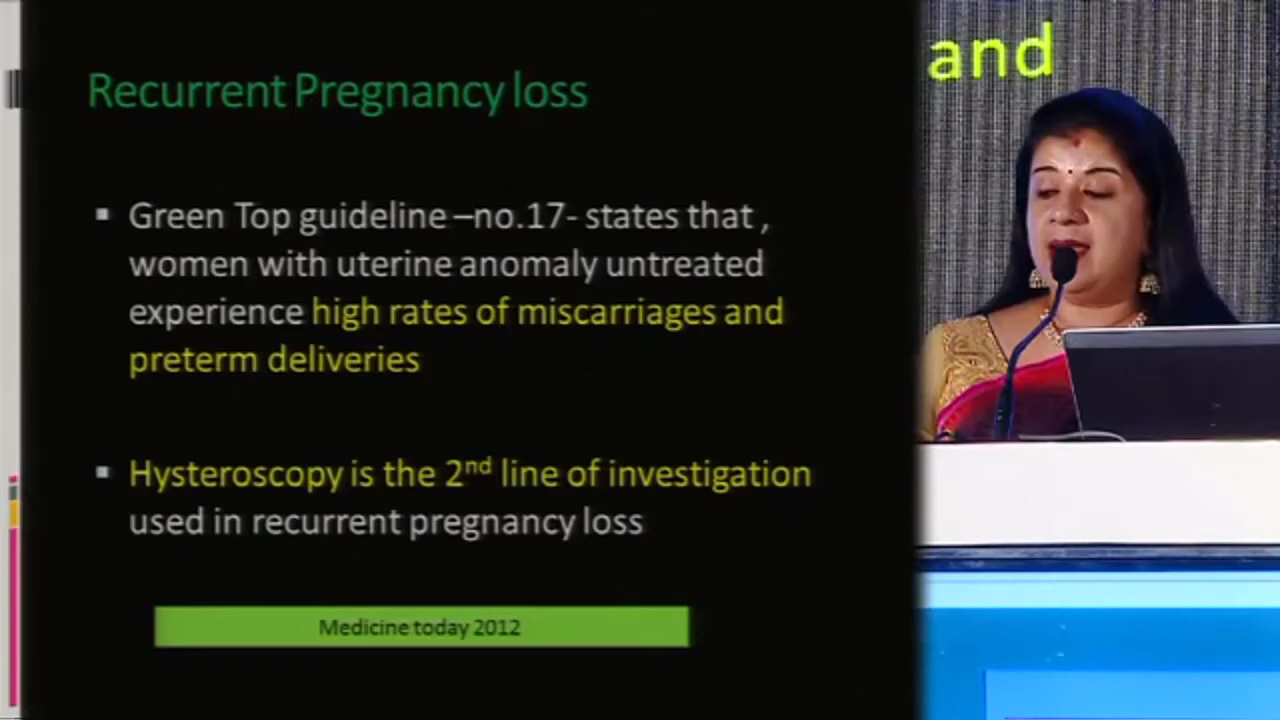 Recurrent Pregnancy loss
▪ Green Top guideline –no.17- states that ,
women with uterine anomaly untreated
experience high rates of miscarriages and
preterm deliveries
▪ Hysteroscopy is the 2nd line of investigation
used in recurrent pregnancy loss
Medicine today 2012
and